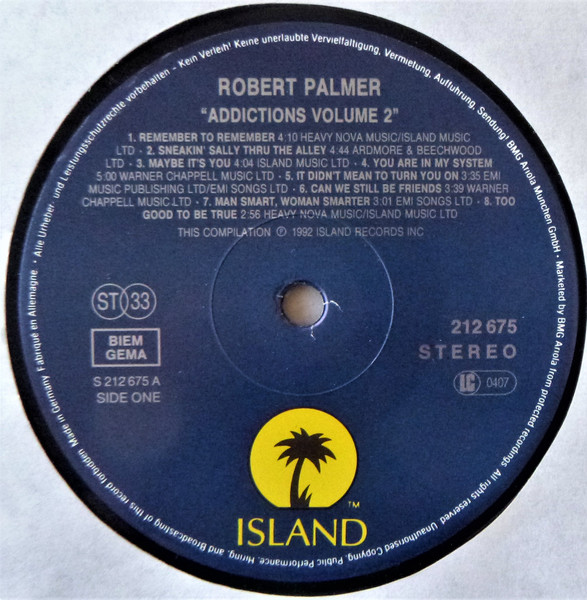 ROBERT PALMER
"ADDICTIONS VOLUME 2"
1. REMEMBER TO REMEMBER 4:10 HEAVY NOVA MUSIC/ISLAND MUSIC
LTD · 2. SNEAKIN' SALLY THRU THE ALLEY 4:44 ARDMORE & BEECHWOOD
LTD · 3. MAYBE IT'S YOU 4:04 ISLAND MUSIC LTD · 4. YOU ARE IN MY SYSTEM
5:00 WARNER CHAPPELL MUSIC LTD · 5. IT DIDN'T MEAN TO TURN YOU ON 3:35 EMI
MUSIC PUBLISHING LTD/EMI SONGS LTD · 6. CAN WE STILL BE FRIENDS 3:39 WARNER
CHAPPELL MUSIC LTD · 7. MAN SMART, WOMAN SMARTER 3:01 EMI SONGS LTD · 8. TOO
GOOD TO BE TRUE 2:56 HEAVY NOVA MUSIC/ISLAND MUSIC LTD
THIS COMPILATION ℗ 1992 ISLAND RECORDS INC
ST 33
BIEM
GEMA
S 212 675 A
SIDE ONE
212 675
STEREO
LC 0407
ISLAND™
· Alle Urheber- und Leistungsschutzrechte vorbehalten - Kein Verleih! Keine unerlaubte Vervielfältigung, Vermietung, Aufführung, Sendung! BMG Ariola München GmbH · Marketed by BMG Ariola from protected recordings. All rights reserved. Unauthorised Copying, Public Performance, Hiring, and Broadcasting of this record forbidden Made in Germany Fabriqué en Allemagne